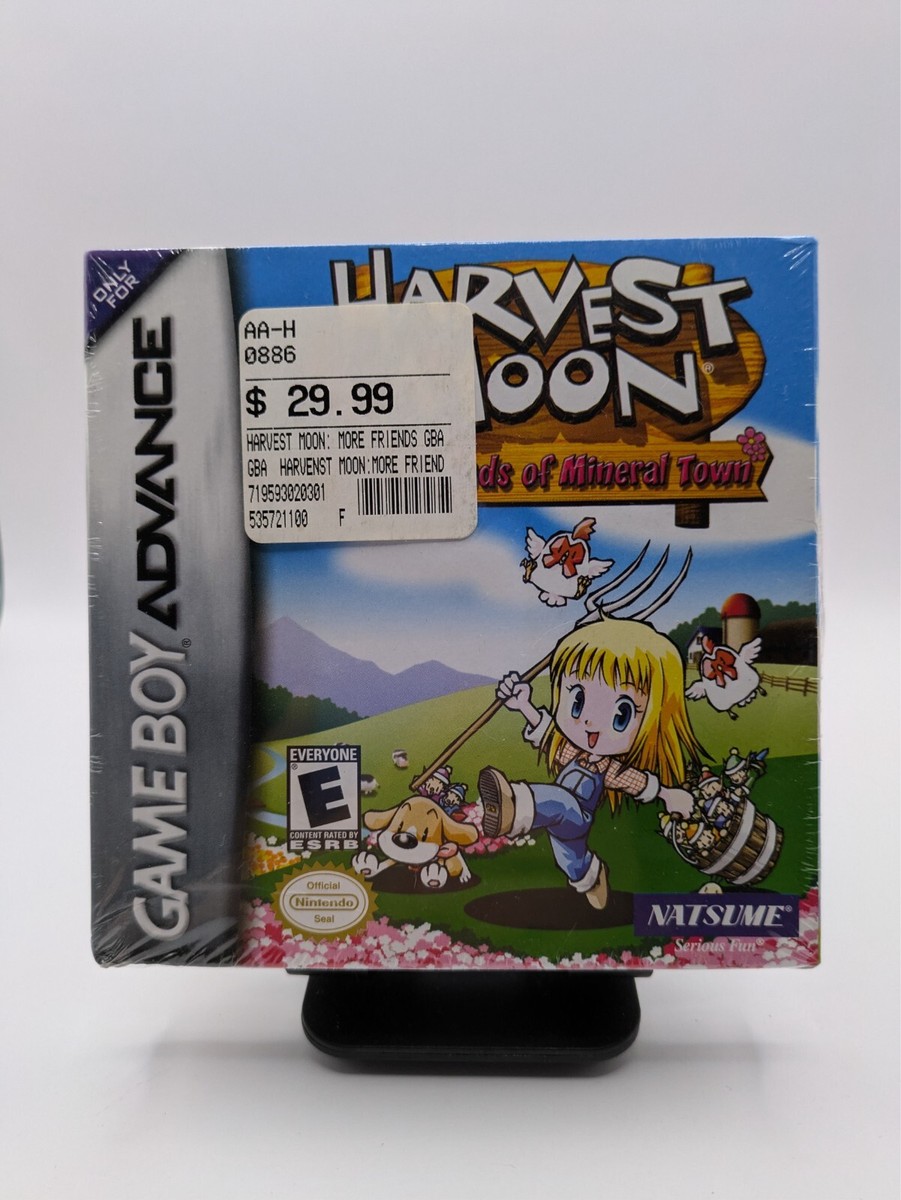 ONLY
FOR
GAME BOY ADVANCE
HARVEST
MOON®
ds of Mineral Town
AA-H
0886
$ 29.99
HARVEST MOON: MORE FRIENDS GBA
GBA HARVENST MOON:MORE FRIEND
719593020301
535721100 F
EVERYONE
E
CONTENT RATED BY
ESRB
Official
Nintendo
Seal
NATSUME®
Serious Fun®